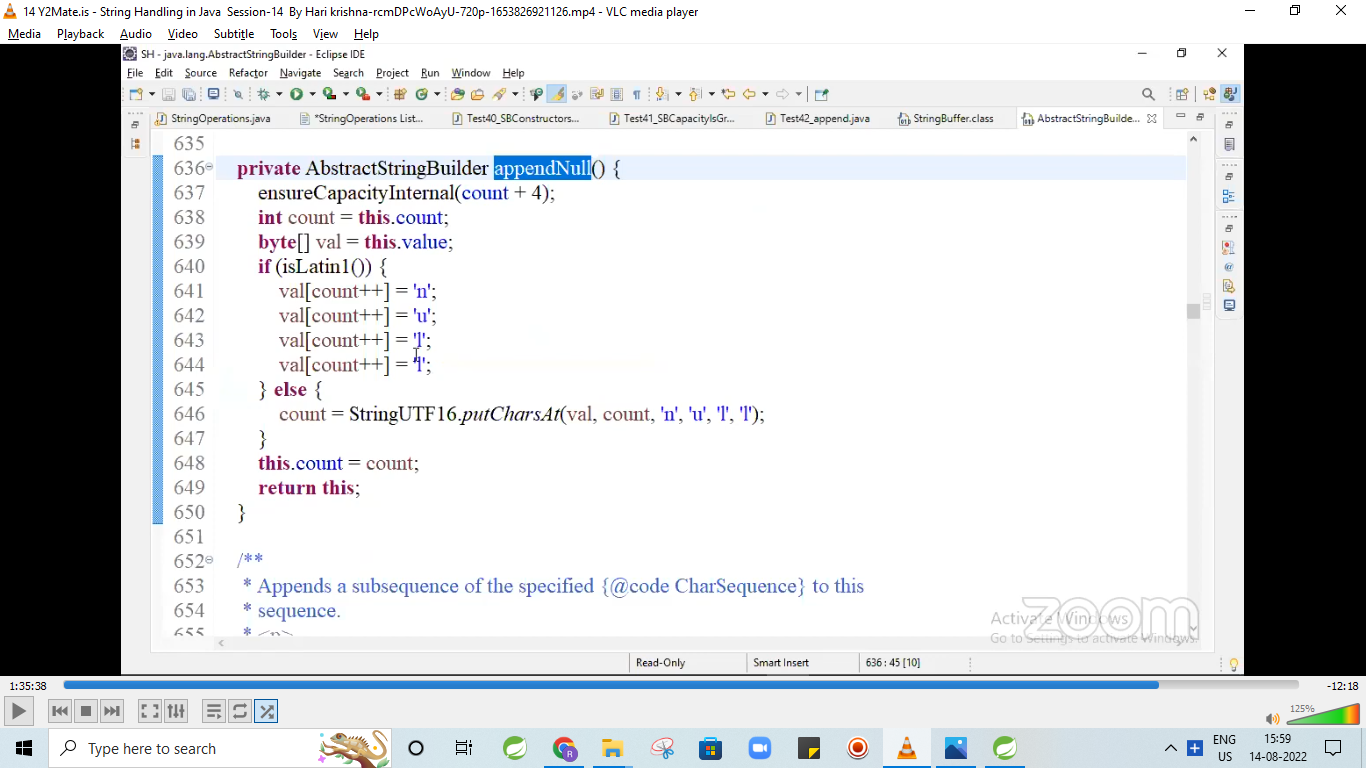 14 Y2Mate.is - String Handling in Java  Session-14  By Hari krishna-rcmDPcWoAyU-720p-1653826921126.mp4 - VLC media player
Media Playback Audio Video Subtitle Tools View Help
SH - java.lang.AbstractStringBuilder - Eclipse IDE
File Edit Source Refactor Navigate Search Project Run Window Help
StringOperations.java *StringOperations List... Test40_SBConstructors... Test41_SBCapacityIsGr... Test42_append.java StringBuffer.class AbstractStringBuilde...
635
636 private AbstractStringBuilder appendNull() {
637 ensureCapacityInternal(count + 4);
638 int count = this.count;
639 byte[] val = this.value;
640 if (isLatin1()) {
641 val[count++] = 'n';
642 val[count++] = 'u';
643 val[count++] = 'l';
644 val[count++] = 'l';
645 } else {
646 count = StringUTF16.putCharsAt(val, count, 'n', 'u', 'l', 'l');
647 }
648 this.count = count;
649 return this;
650 }
651
652 /**
653 * Appends a subsequence of the specified {@code CharSequence} to this
654 * sequence.
655 * <p>
zoom
Activate Windows
Go to Settings to activate Windows.
Read-Only Smart Insert 636 : 45 [10]
1:35:38 -12:18
125%
Type here to search
ENG 15:59
US 14-08-2022